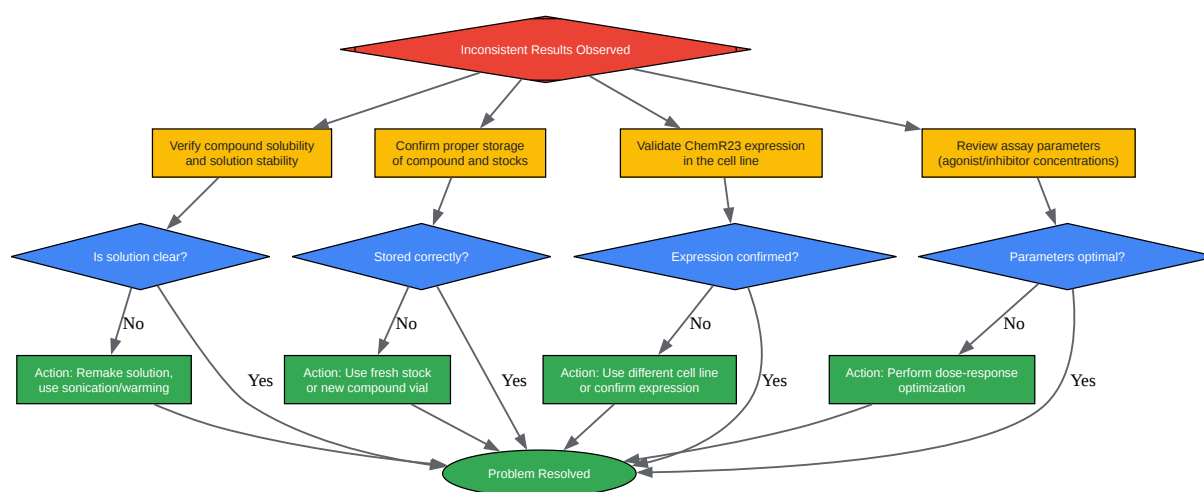 Inconsistent Results Observed
Verify compound solubility
and solution stability
Confirm proper storage
of compound and stocks
Validate ChemR23 expression
in the cell line
Review assay parameters
(agonist/inhibitor concentrations)
Is solution clear?
Stored correctly?
Expression confirmed?
Parameters optimal?
No
No
No
No
Action: Remake solution,
use sonication/warming
Yes
Action: Use fresh stock
or new compound vial
Yes
Action: Use different cell line
or confirm expression
Yes
Action: Perform dose-response
optimization
Yes
Problem Resolved